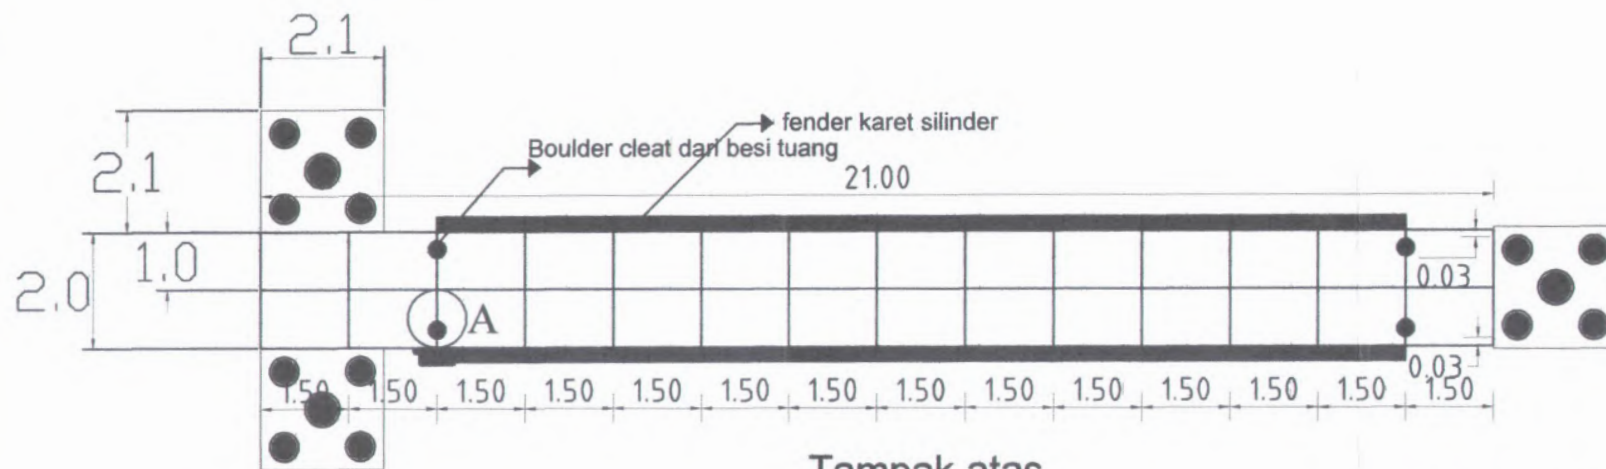 2.1
fender karet silinder
Boulder cleat dari besi tuang
2.1
21.00
1.0
2.0
0.03
A
0,03
1.50 1.50 1.50 1.50 1.50 1.50 1.50 1.50 1.50 1.50 1.50 1.50 1.50 1.50
Tampak atas